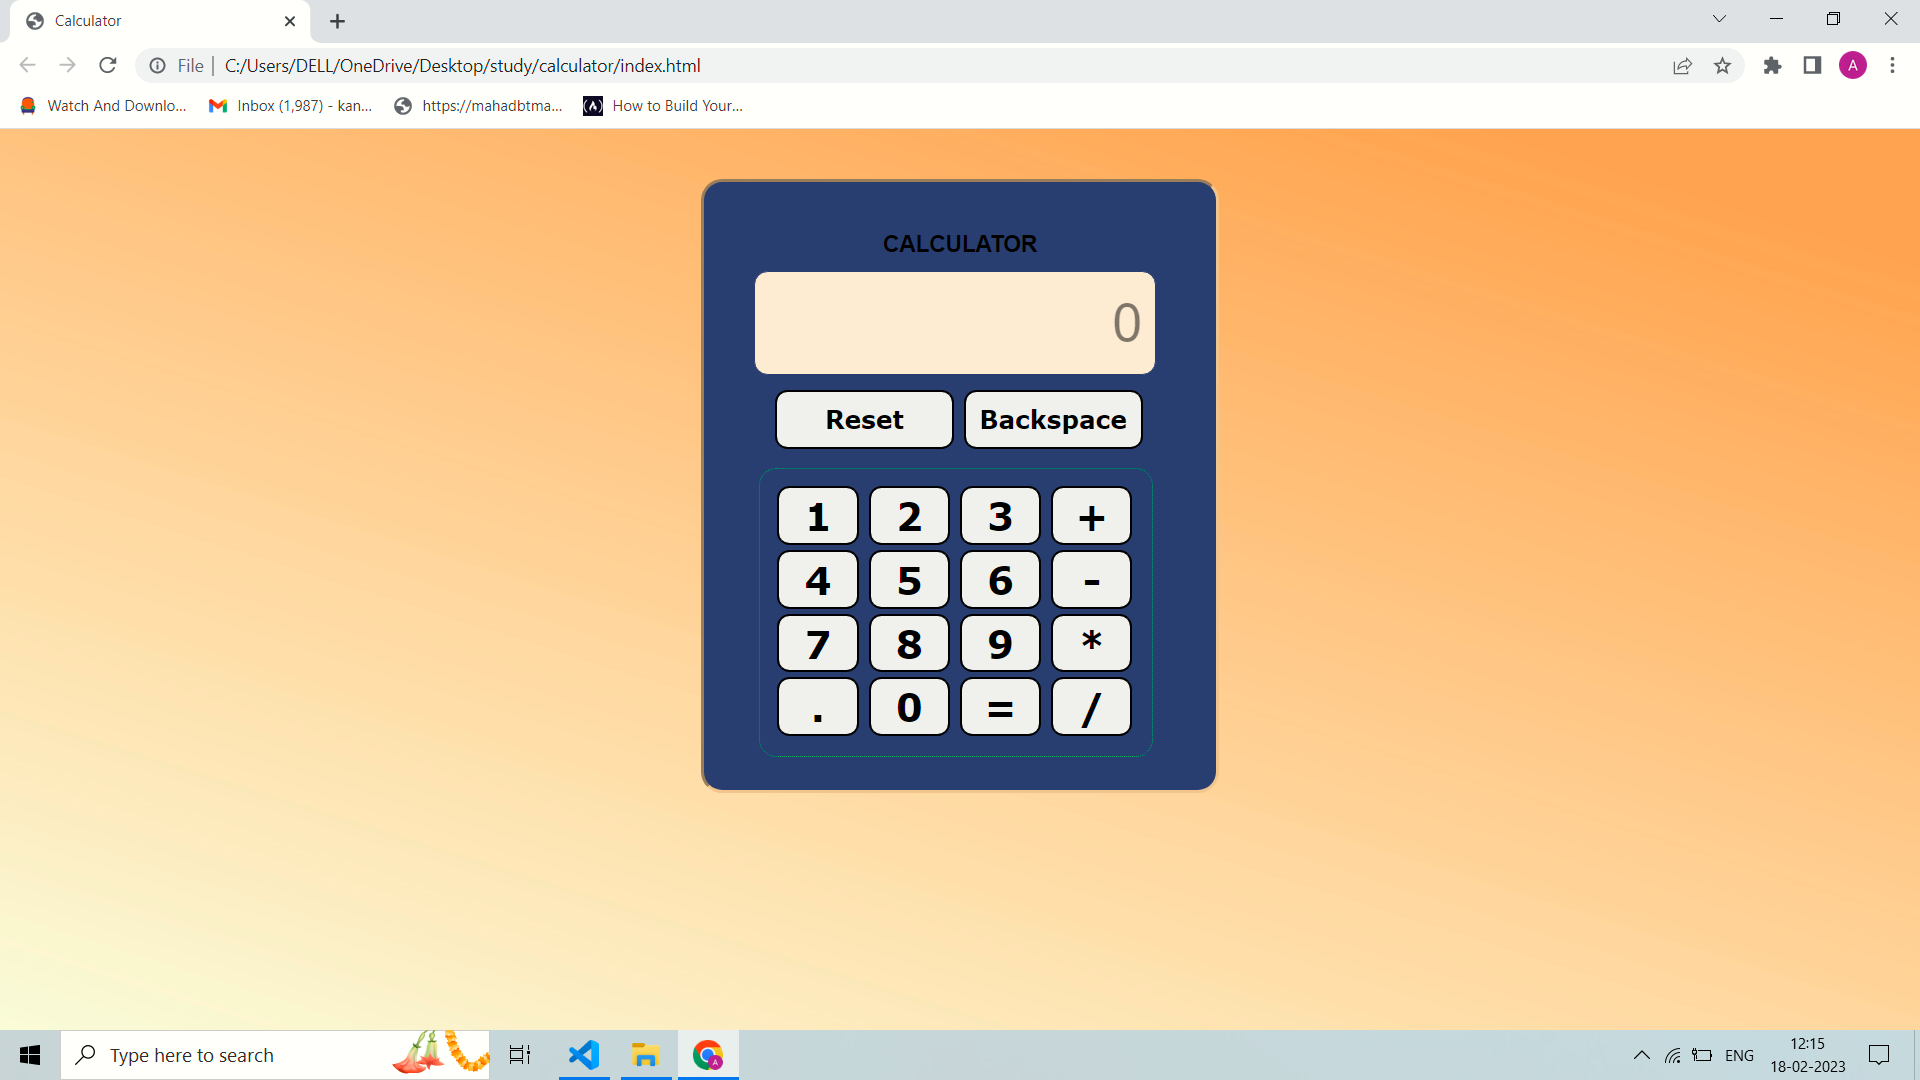 Calculator
File | C:/Users/DELL/OneDrive/Desktop/study/calculator/index.html
A
Watch And Downlo... Inbox (1,987) - kan... https://mahadbtma... How to Build Your...
CALCULATOR
0
Reset Backspace
1 2 3 +
4 5 6 -
7 8 9 *
. 0 = /
Type here to search
A
ENG
12:15
18-02-2023